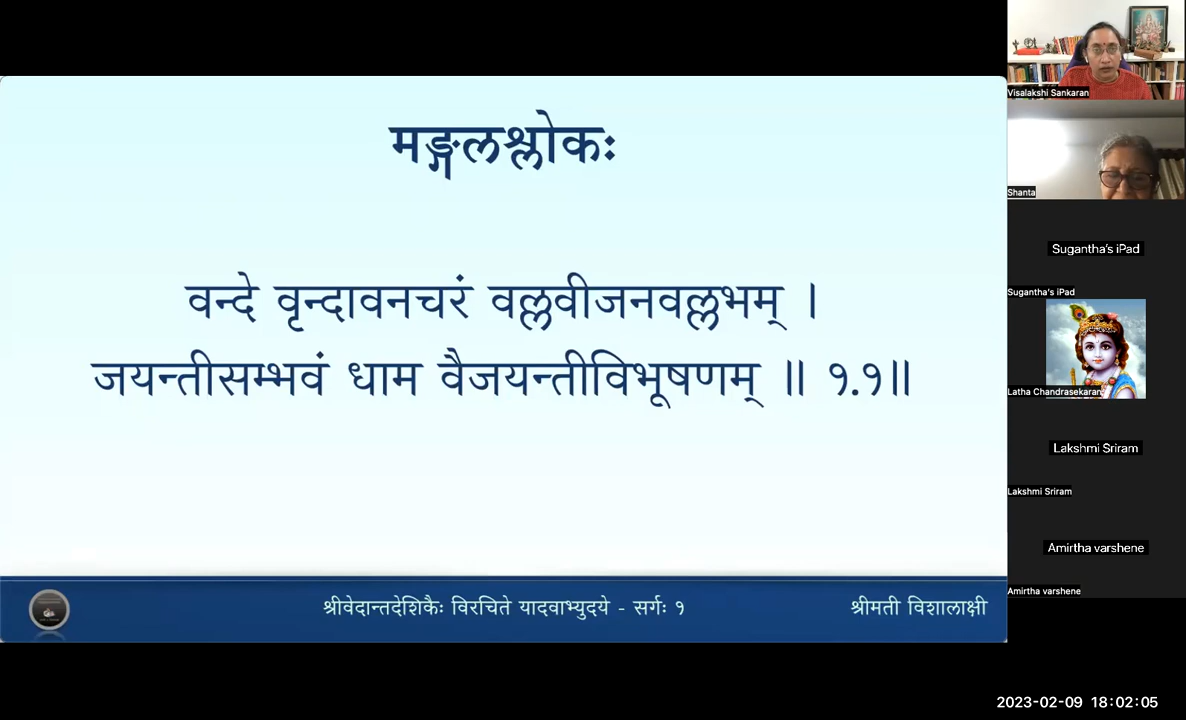 मङ्गलश्लोकः
वन्दे वृन्दावनचरं वल्लवीजनवल्लभम् ।
जयन्तीसम्भवं धाम वैजयन्तीविभूषणम् ॥ १.१॥
श्रीवेदान्तदेशिकैः विरचिते यादवाभ्युदये - सर्गः १
श्रीमती विशालाक्षी
Visalakshi Sankaran
Shanta
Sugantha's iPad
Sugantha's iPad
Latha Chandrasekaran
Lakshmi Sriram
Lakshmi Sriram
Amirtha varshene
Amirtha varshene
2023-02-09 18:02:05